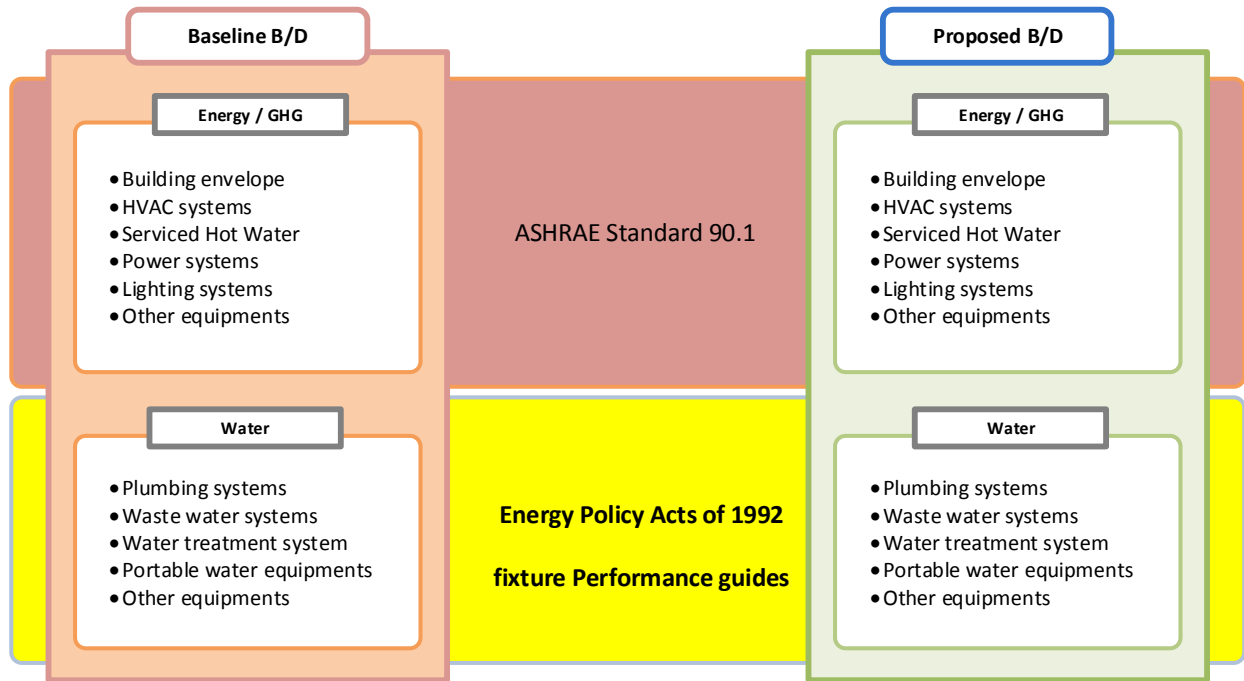 Baseline B/D
Proposed B/D
Energy / GHG
• Building envelope
• HVAC systems
• Serviced Hot Water
• Power systems
• Lighting systems
• Other equipments
ASHRAE Standard 90.1
Energy / GHG
• Building envelope
• HVAC systems
• Serviced Hot Water
• Power systems
• Lighting systems
• Other equipments
Water
• Plumbing systems
• Waste water systems
• Water treatment system
• Portable water equipments
• Other equipments
Energy Policy Acts of 1992
fixture Performance guides
Water
• Plumbing systems
• Waste water systems
• Water treatment system
• Portable water equipments
• Other equipments